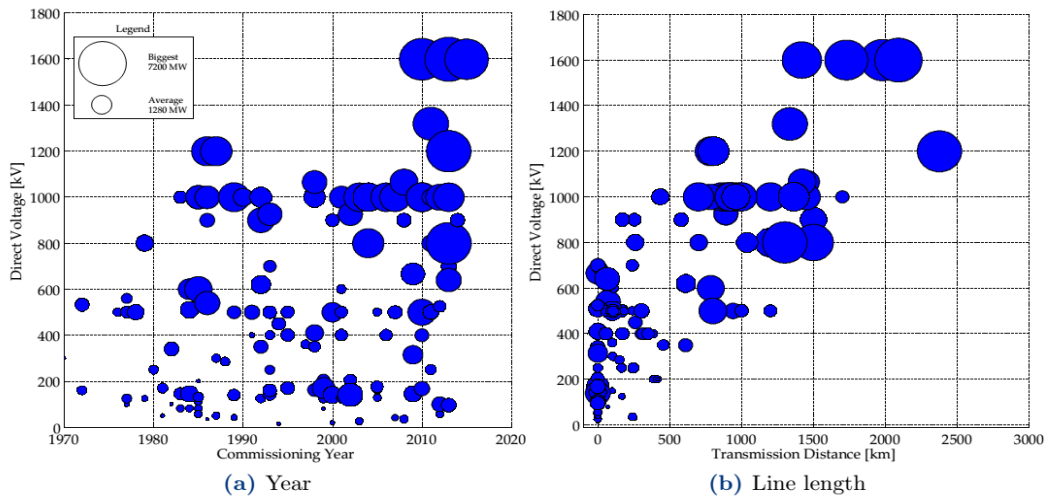 1800
1600
1400
1200
1000
800
600
400
200
0
Direct Voltage [kV]
Legend
Biggest
7200 MW
Average
1280 MW
1970 1980 1990 2000 2010 2020
Commissioning Year
(a) Year
1800
1600
1400
1200
1000
800
600
400
200
0
Direct Voltage [kV]
0 500 1000 1500 2000 2500 3000
Transmission Distance [km]
(b) Line length